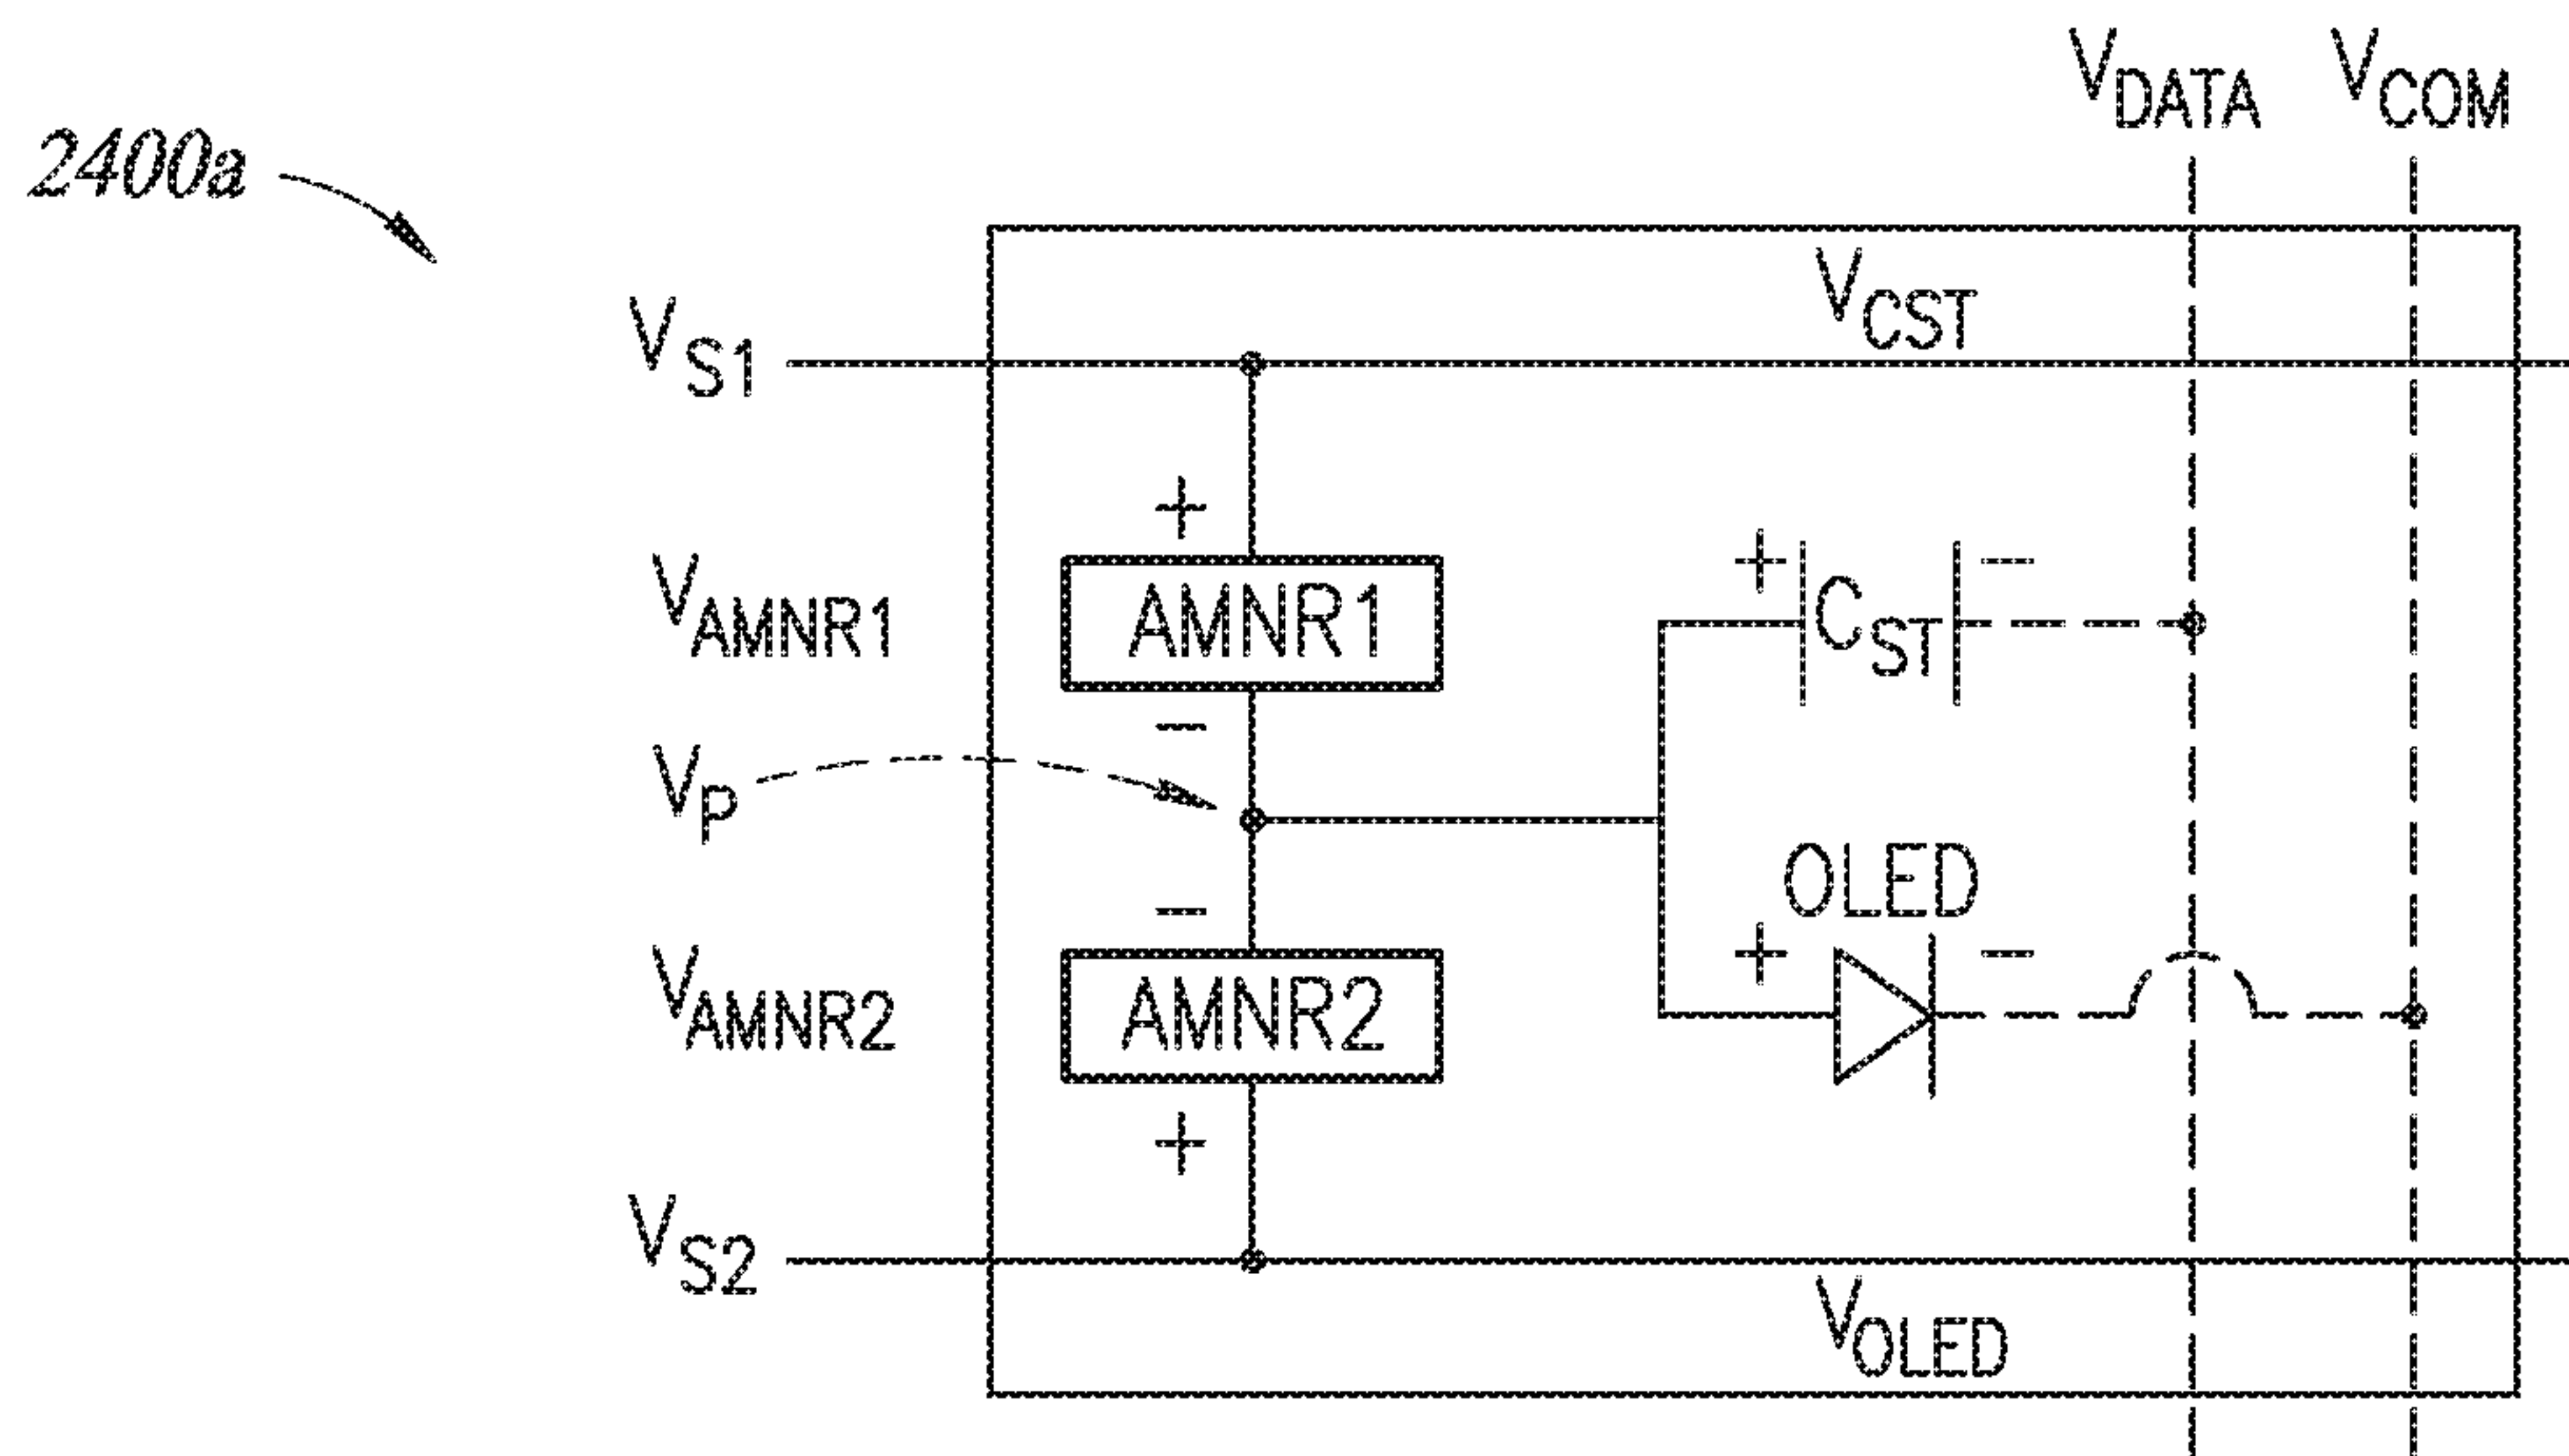 V_DATA V_COM
2400a
V_CST
V_S1
+
+ −
V_AMNR1 AMNR1 C_ST
−
V_P
OLED
−
+ −
V_AMNR2 AMNR2
+
V_S2
V_OLED